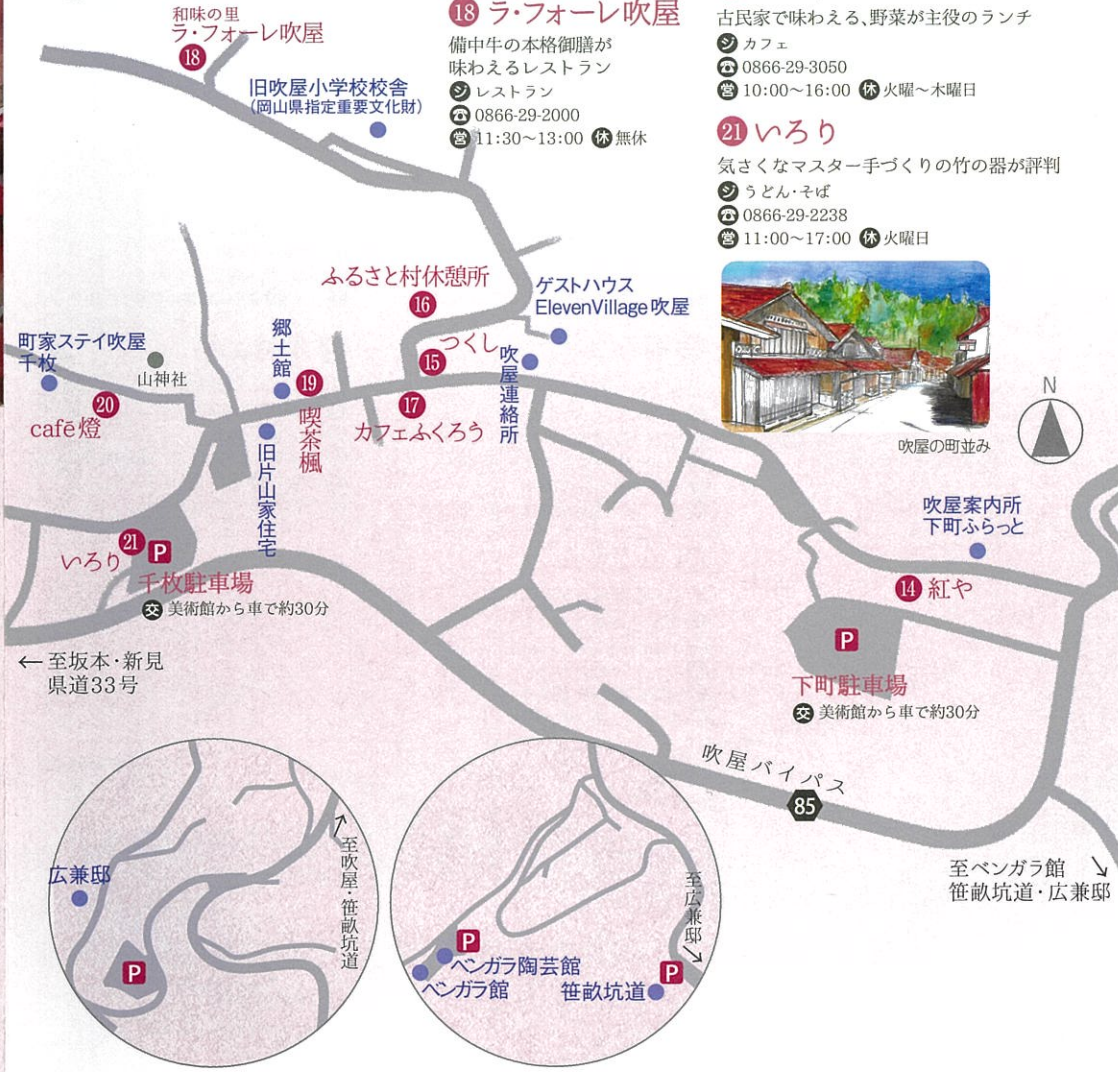 和味の里
ラ・フォーレ吹屋
18
旧吹屋小学校校舎
(岡山県指定重要文化財)
18 ラ・フォーレ吹屋
備中牛の本格御膳が
味わえるレストラン
ジ レストラン
☎ 0866-29-2000
営 11:30〜13:00 休 無休
古民家で味わえる、野菜が主役のランチ
ジ カフェ
☎ 0866-29-3050
営 10:00〜16:00 休 火曜〜木曜日
21 いろり
気さくなマスター手づくりの竹の器が評判
ジ うどん・そば
☎ 0866-29-2238
営 11:00〜17:00 休 火曜日
吹屋の町並み
N
ふるさと村休憩所
16
ゲストハウス
ElevenVillage吹屋
つくし
15
吹屋連絡所
町家ステイ吹屋
千枚
山神社
20
café燈
郷土館
19
喫茶楓
17
カフェふくろう
旧片山家住宅
21
いろり
P
千枚駐車場
交 美術館から車で約30分
←至坂本・新見
県道33号
吹屋案内所
下町ふらっと
14 紅や
P
下町駐車場
交 美術館から車で約30分
吹屋バイパス
85
至ベンガラ館
笹畝坑道・広兼邸
広兼邸
P
至吹屋・笹畝坑道
至広兼邸
P
ベンガラ陶芸館
ベンガラ館
P
笹畝坑道